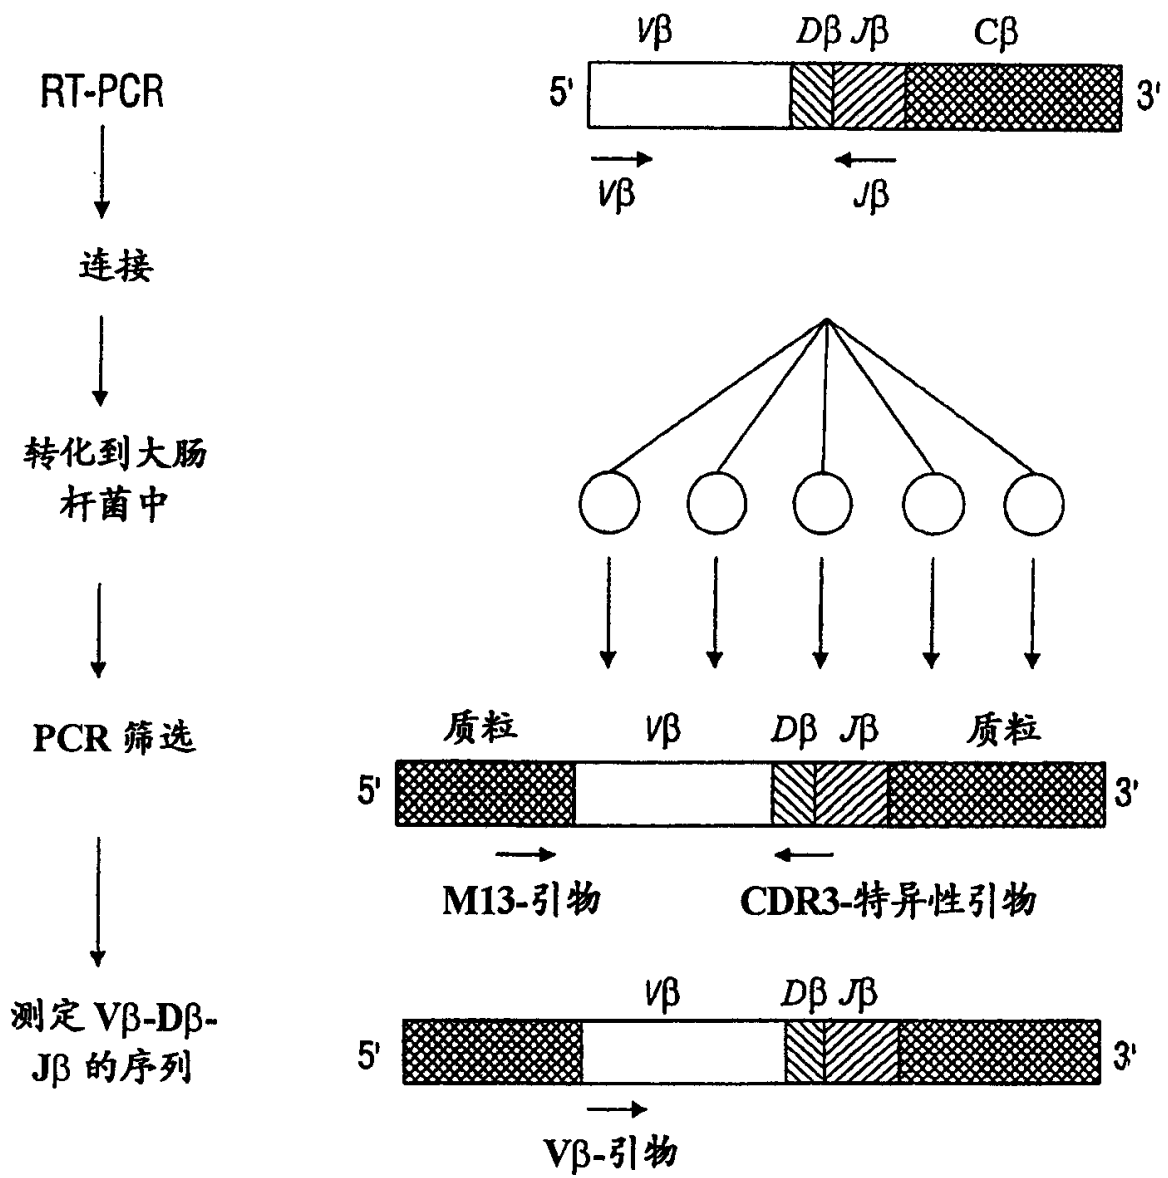 Vβ Dβ Jβ Cβ
RT-PCR
5' 3'
Vβ Jβ
连接
转化到大肠
杆菌中
PCR 筛选
质粒 Vβ Dβ Jβ 质粒
5' 3'
M13-引物 CDR3-特异性引物
测定 Vβ-Dβ-
Jβ 的序列
Vβ Dβ Jβ
5' 3'
Vβ-引物